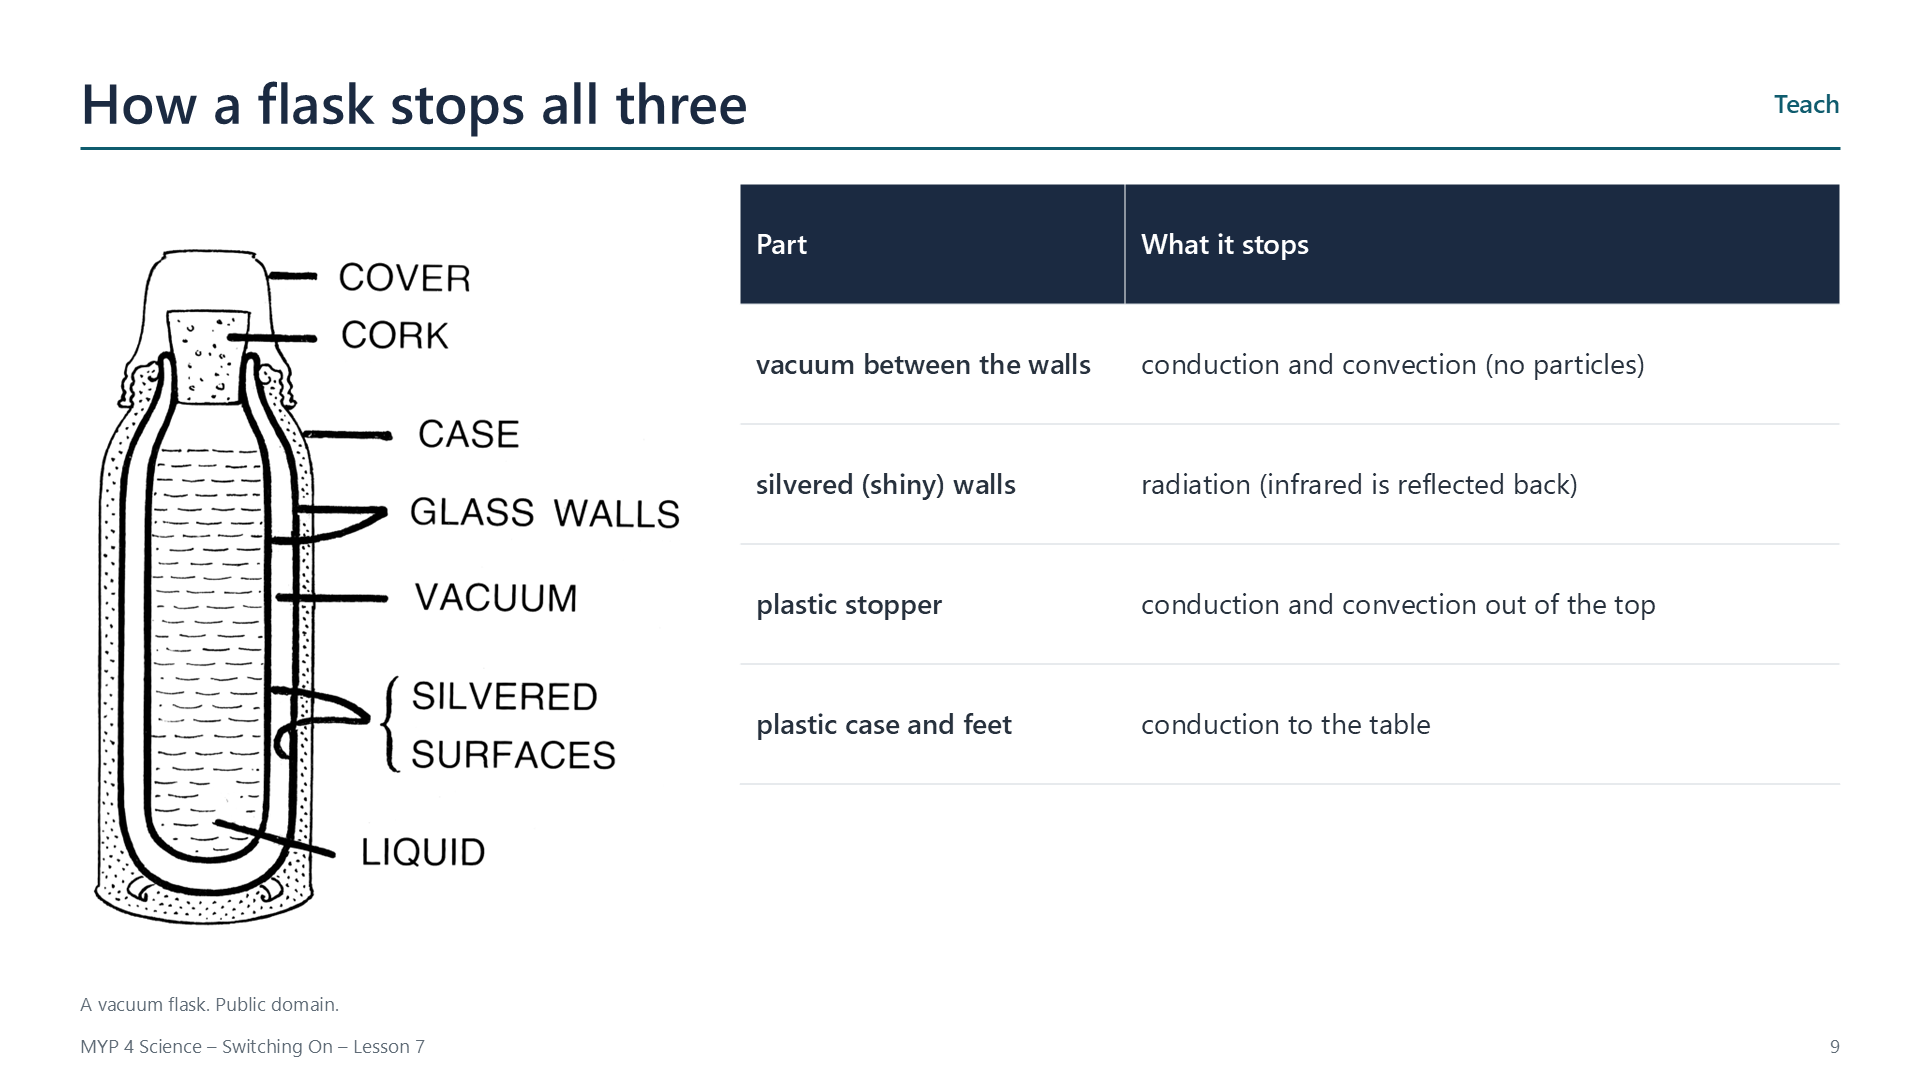 How a flask stops all three
Teach
COVER
CORK
CASE
GLASS WALLS
VACUUM
SILVERED
SURFACES
LIQUID
Part What it stops
vacuum between the walls conduction and convection (no particles)
silvered (shiny) walls radiation (infrared is reflected back)
plastic stopper conduction and convection out of the top
plastic case and feet conduction to the table
A vacuum flask. Public domain.
MYP 4 Science – Switching On – Lesson 7
9